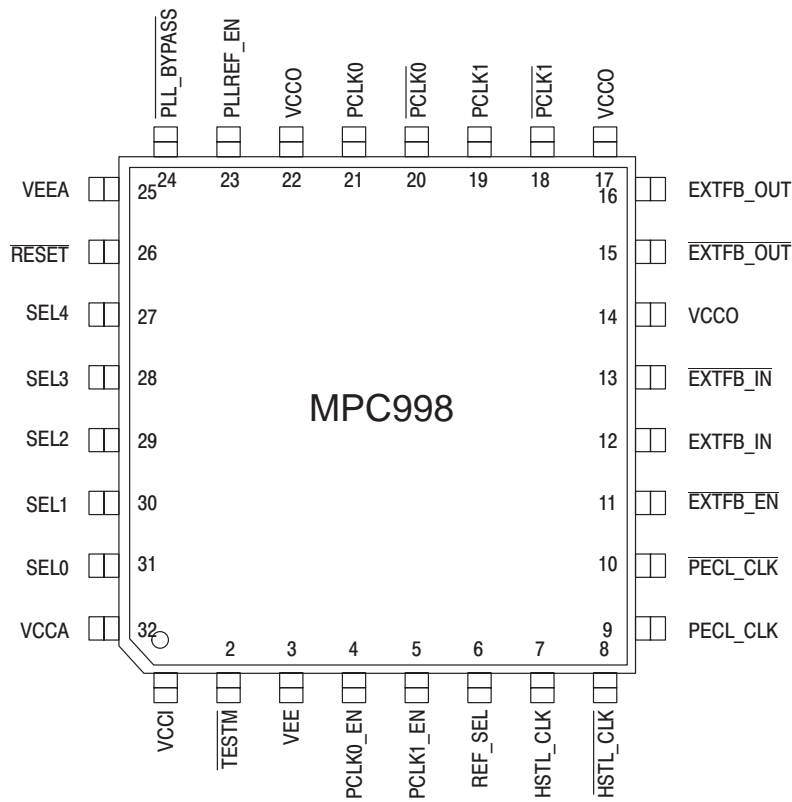 PLL_BYPASS
PLLREF_EN
VCCO
PCLK0
PCLK0
PCLK1
PCLK1
VCCO
24 23 22 21 20 19 18 17
VEEA 25 16 EXTFB_OUT
RESET 26 15 EXTFB_OUT
SEL4 27 14 VCCO
SEL3 28 13 EXTFB_IN
MPC998
SEL2 29 12 EXTFB_IN
SEL1 30 11 EXTFB_EN
SEL0 31 10 PECL_CLK
VCCA 32 9 PECL_CLK
2 3 4 5 6 7 8
VCCI
TESTM
VEE
PCLK0_EN
PCLK1_EN
REF_SEL
HSTL_CLK
HSTL_CLK